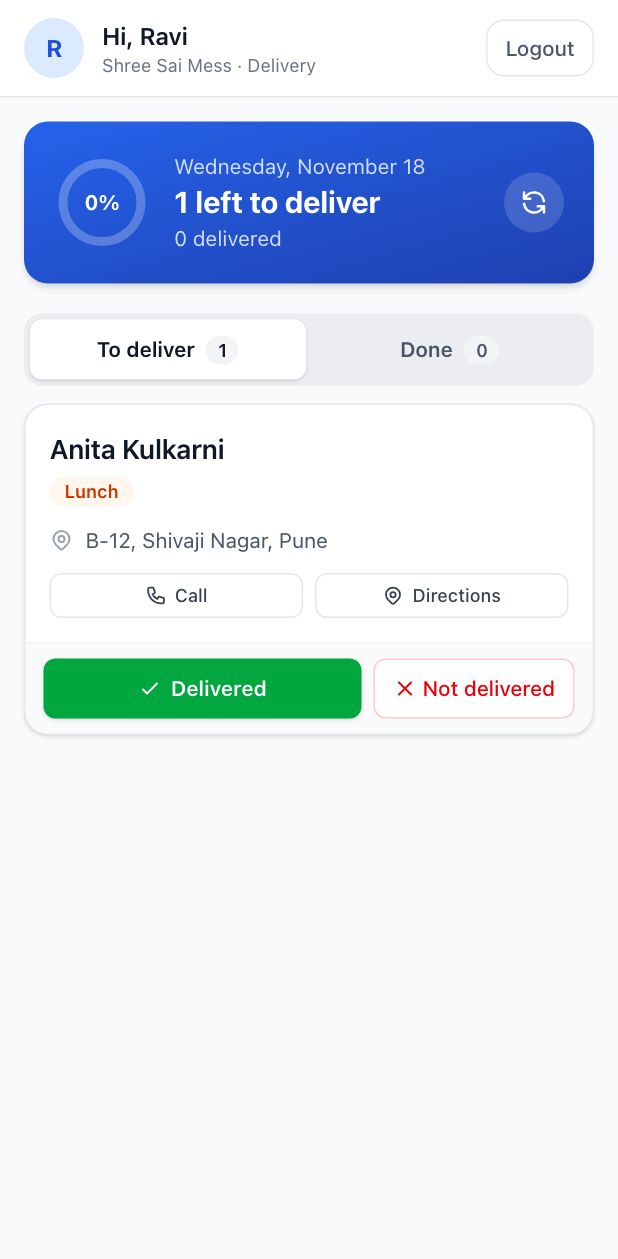 R
Hi, Ravi
Shree Sai Mess · Delivery
Logout
0%
Wednesday, November 18
1 left to deliver
0 delivered
To deliver 1
Done 0
Anita Kulkarni
Lunch
B-12, Shivaji Nagar, Pune
Call
Directions
Delivered
Not delivered